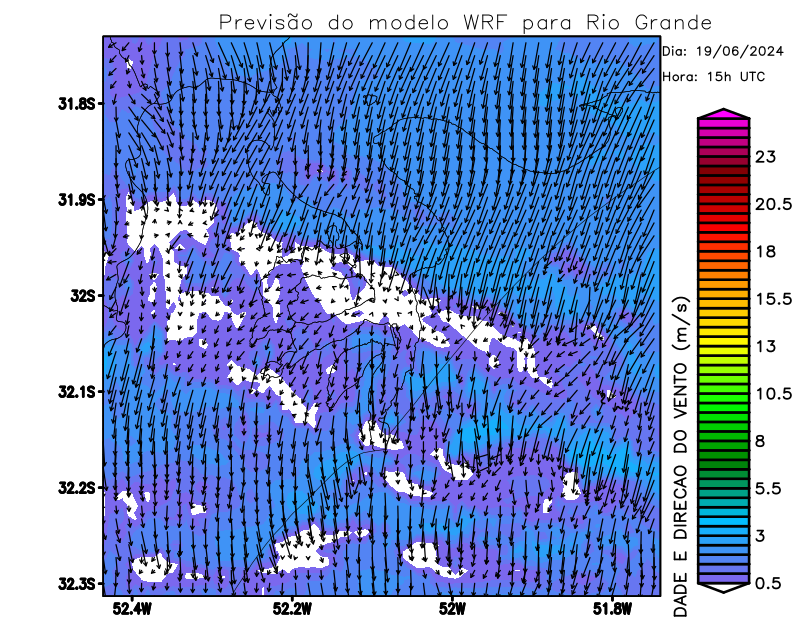 Previsão do modelo WRF para Rio Grande
Dia: 19/06/2024
Hora: 15h UTC
31.8S
31.9S
32S
32.1S
32.2S
32.3S
52.4W
52.2W
52W
51.8W
23
20.5
18
15.5
13
10.5
8
5.5
3
0.5
DADE E DIRECAO DO VENTO (m/s)